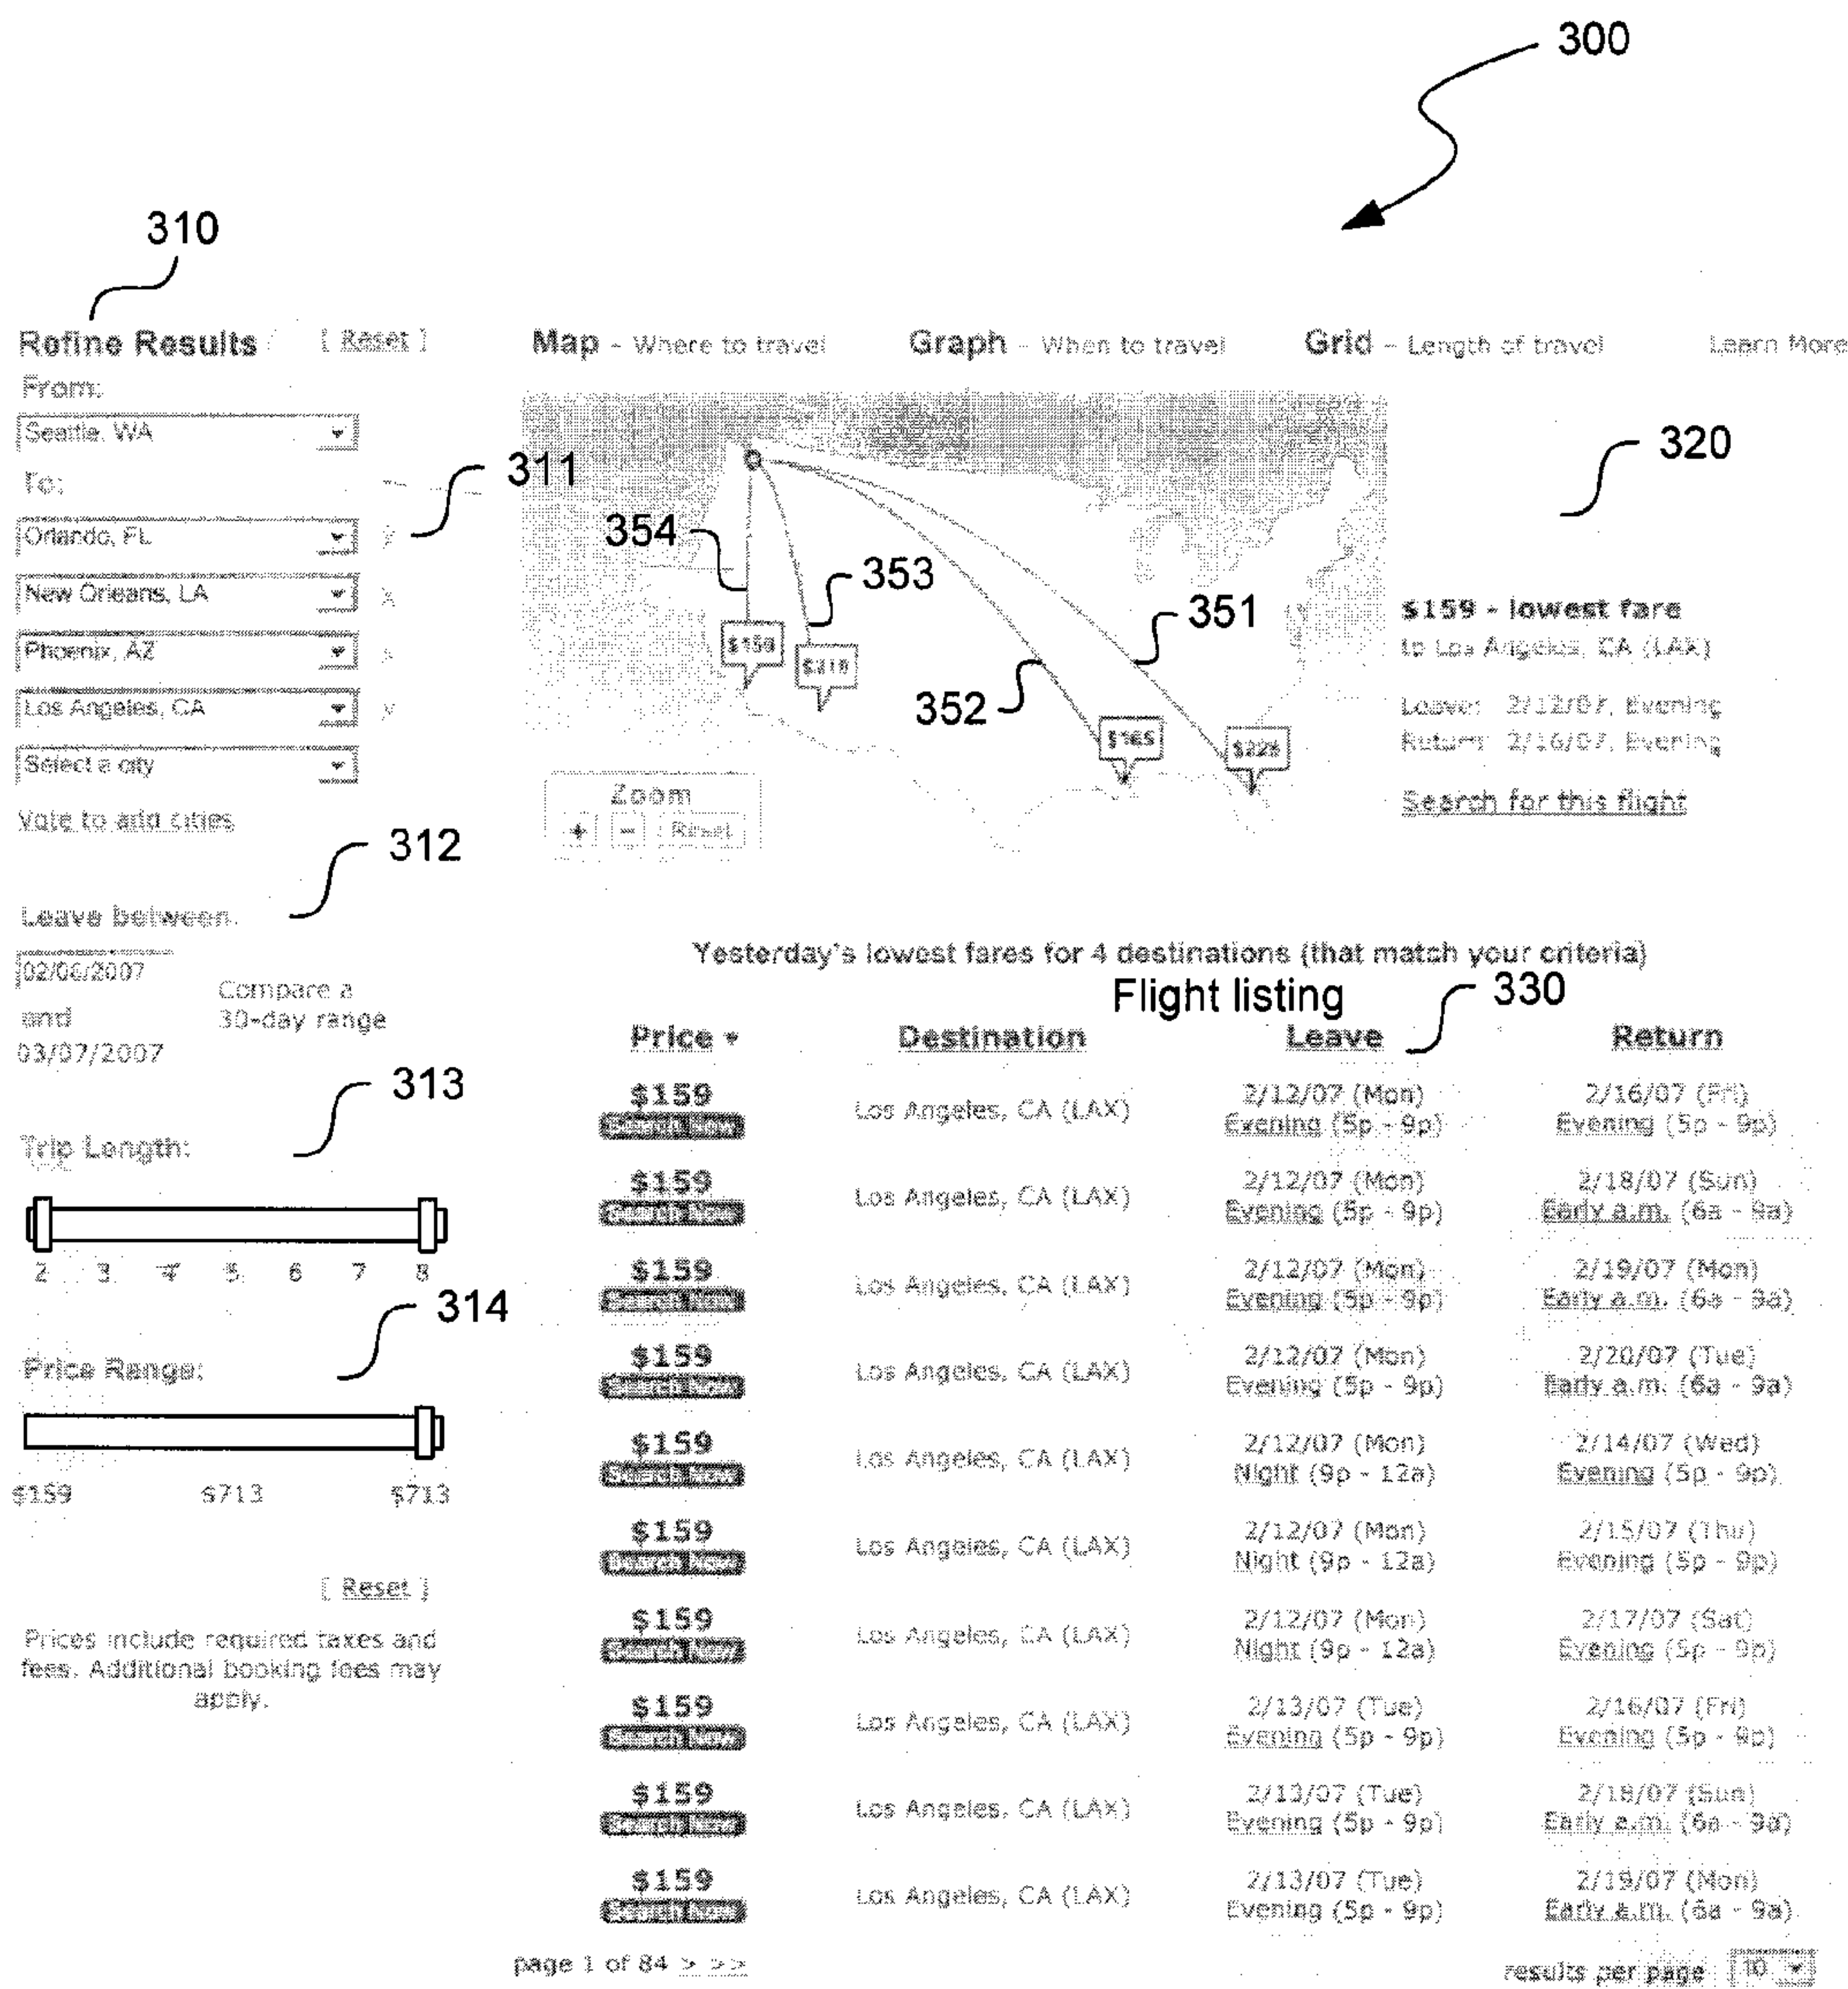 300
310
Refine Results [ Reset ]
Map - Where to travel Graph - When to travel Grid - Length of travel Learn More
From:
Seattle, WA
To:
311
Orlando, FL
New Orleans, LA
Phoenix, AZ
Los Angeles, CA
Select a city
Vote to add cities
312
Leave between:
02/06/2007
and
03/07/2007
Compare a
30-day range
313
Trip Length:
2 3 4 5 6 7 8
314
Price Range:
$159 $713 $713
[ Reset ]
Prices include required taxes and
fees. Additional booking fees may
apply.
320
354
353
351
352
$159
$165
Zoom
+ - Reset
$159 - lowest fare
to Los Angeles, CA (LAX)
Leave: 2/12/07, Evening
Return: 2/16/07, Evening
Search for this flight
Yesterday's lowest fares for 4 destinations (that match your criteria)
Flight listing 330
Price Destination Leave Return
$159 Los Angeles, CA (LAX) 2/12/07 (Mon) 2/16/07 (Fri)
Search Now Evening (5p - 9p) Evening (5p - 9p)
$159 Los Angeles, CA (LAX) 2/12/07 (Mon) 2/18/07 (Sun)
Search Now Evening (5p - 9p) Early a.m. (6a - 9a)
$159 Los Angeles, CA (LAX) 2/12/07 (Mon) 2/19/07 (Mon)
Search Now Evening (5p - 9p) Early a.m. (6a - 9a)
$159 Los Angeles, CA (LAX) 2/12/07 (Mon) 2/20/07 (Tue)
Search Now Evening (5p - 9p) Early a.m. (6a - 9a)
$159 Los Angeles, CA (LAX) 2/12/07 (Mon) 2/14/07 (Wed)
Search Now Night (9p - 12a) Evening (5p - 9p)
$159 Los Angeles, CA (LAX) 2/12/07 (Mon) 2/15/07 (Thu)
Search Now Night (9p - 12a) Evening (5p - 9p)
$159 Los Angeles, CA (LAX) 2/12/07 (Mon) 2/17/07 (Sat)
Search Now Night (9p - 12a) Evening (5p - 9p)
$159 Los Angeles, CA (LAX) 2/13/07 (Tue) 2/16/07 (Fri)
Search Now Evening (5p - 9p) Evening (5p - 9p)
$159 Los Angeles, CA (LAX) 2/13/07 (Tue) 2/18/07 (Sun)
Search Now Evening (5p - 9p) Early a.m. (6a - 9a)
$159 Los Angeles, CA (LAX) 2/13/07 (Tue) 2/19/07 (Mon)
Search Now Evening (5p - 9p) Early a.m. (6a - 9a)
page 1 of 84 > >>
results per page 10